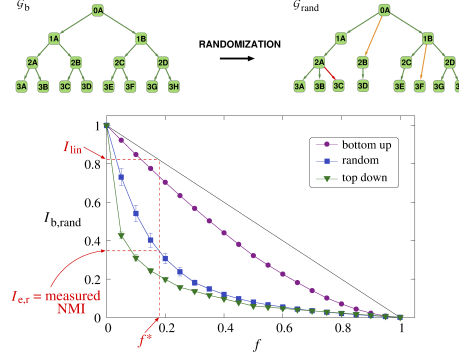 𝒢b
𝒢rand
0A
0A
1A
1B
RANDOMIZATION
1A
1B
2A
2B
2C
2D
2A
2B
2C
2D
3A 3B 3C 3D 3E 3F 3G 3H
3A 3B 3C 3D 3E 3F 3G 3H
1
0.8
0.6
0.4
0.2
0
Ilin
Ib,rand
Ie,r = measured
NMI
bottom up
random
top down
0 0.2 0.4 0.6 0.8 1
f*
f